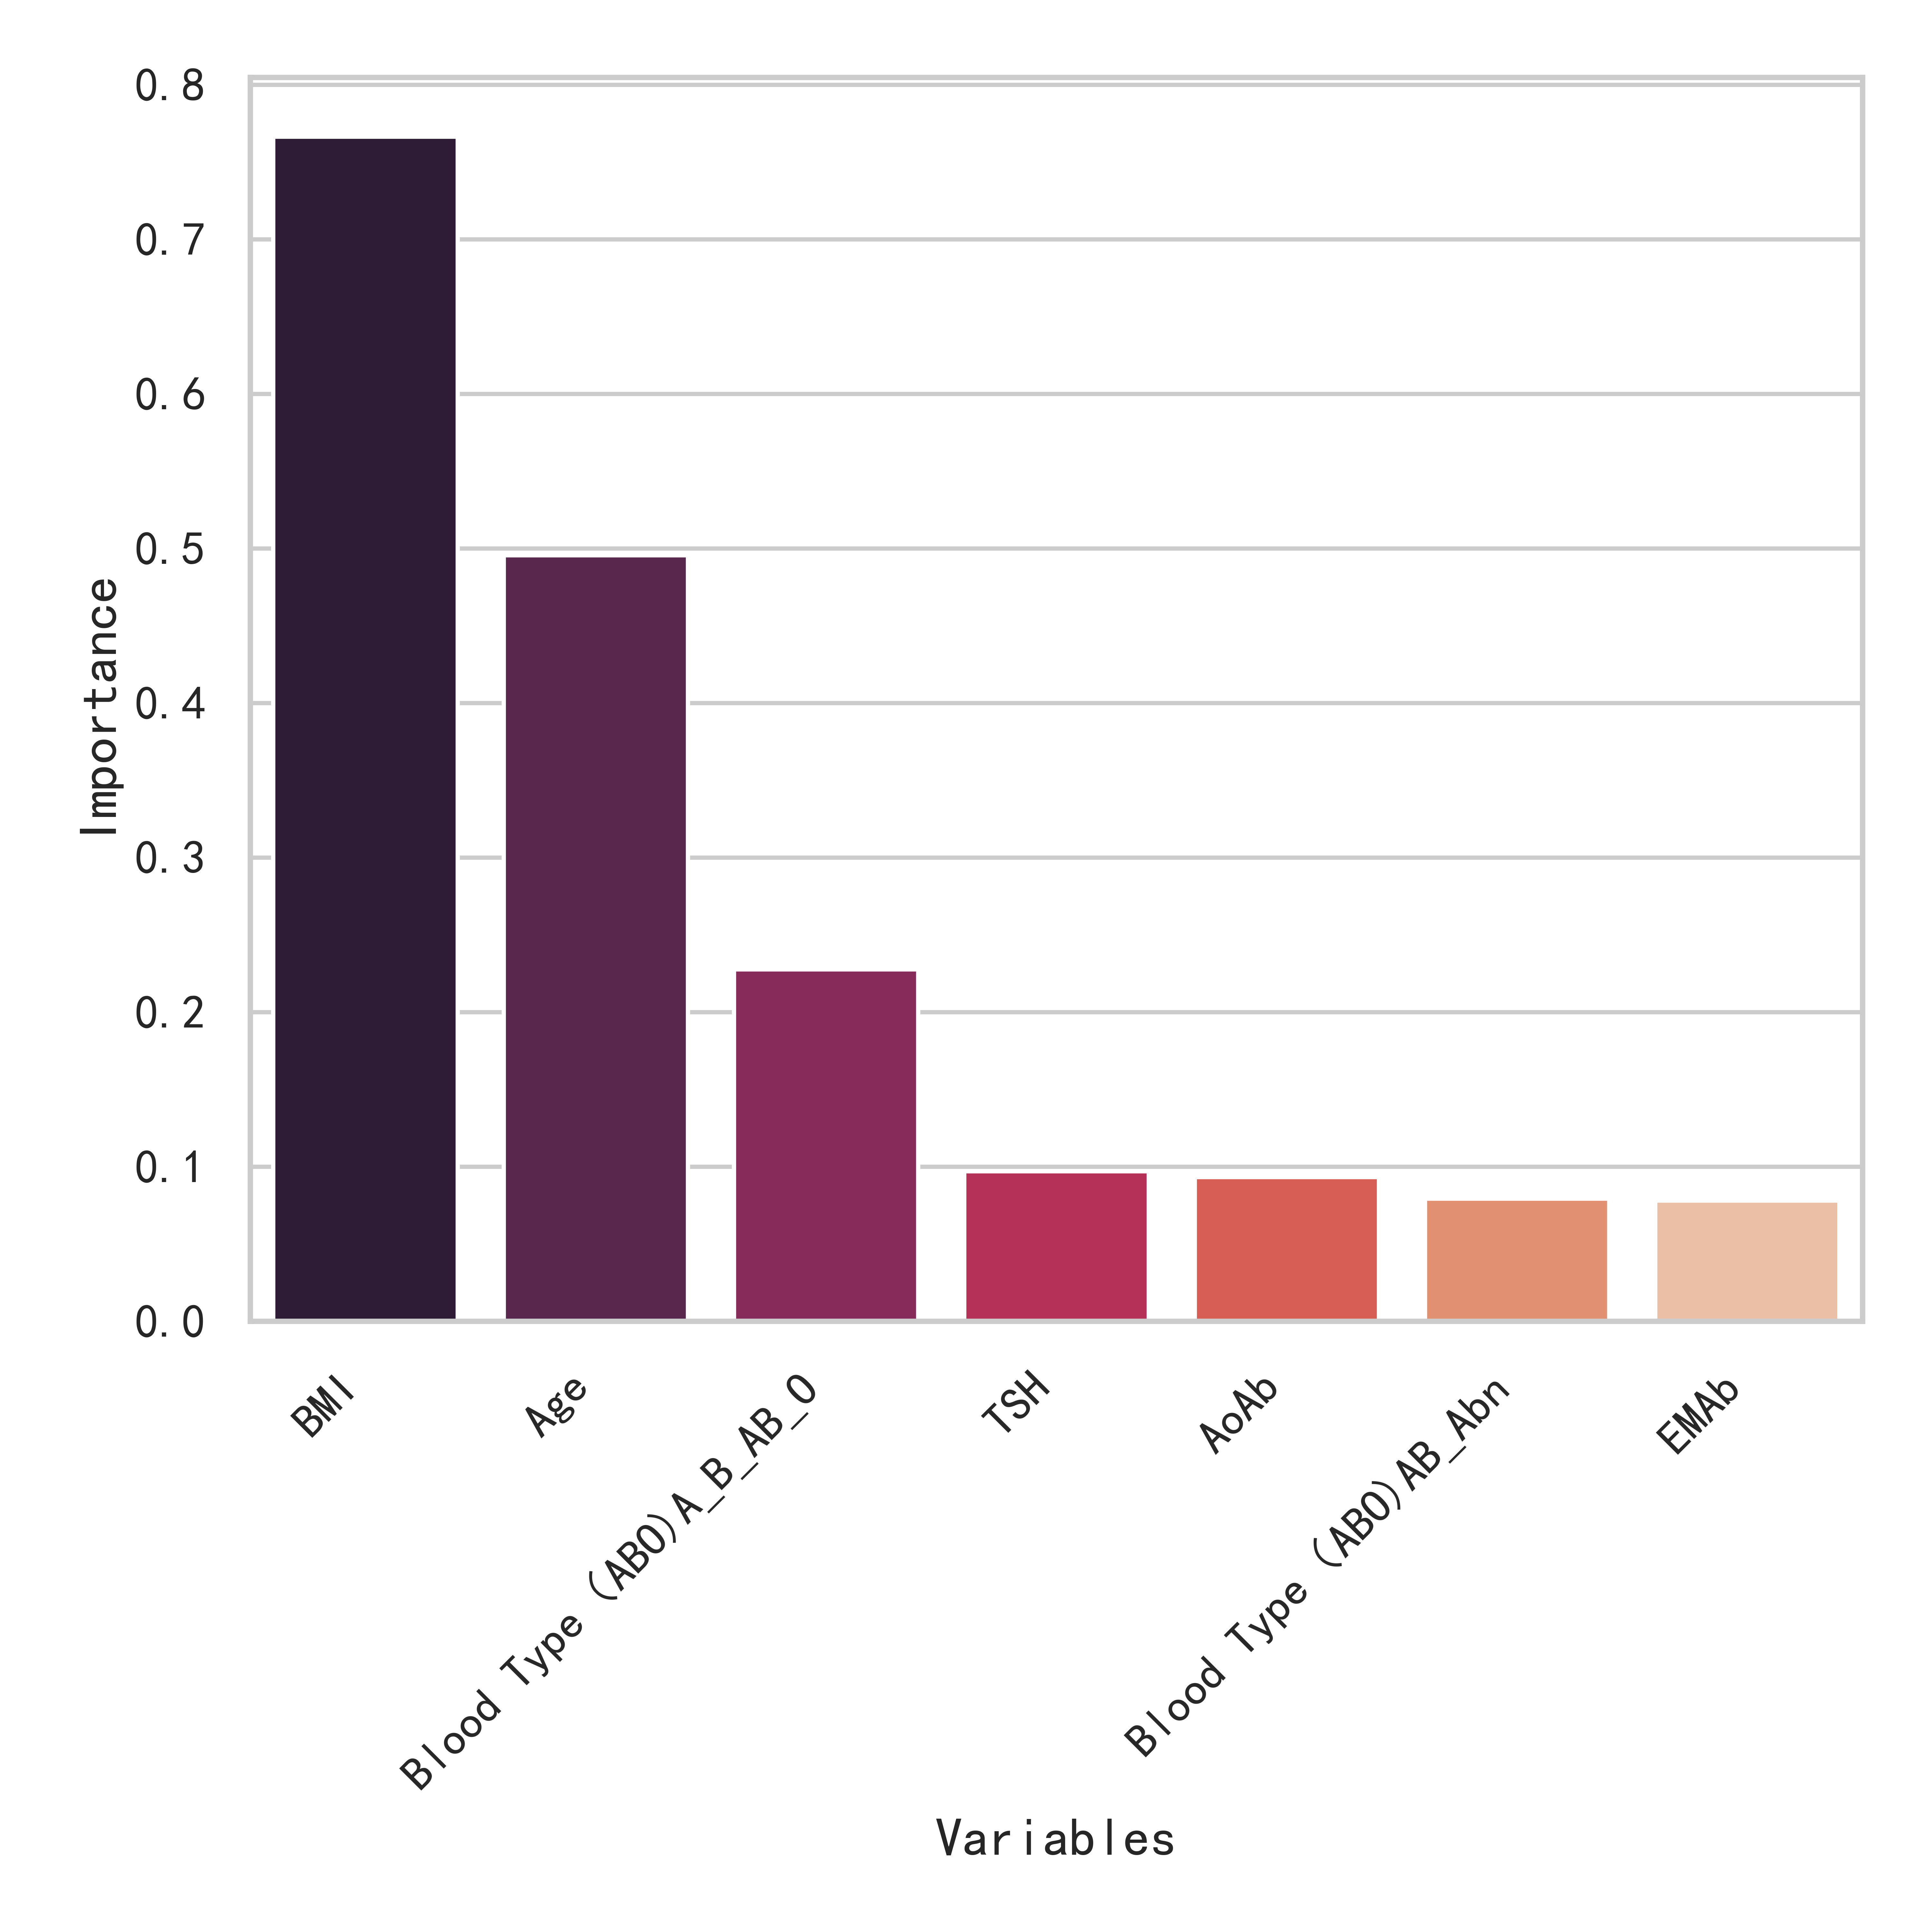 0.8
0.7
0.6
0.5
0.4
0.3
0.2
0.1
0.0
Importance
BMI
Age
Blood Type (ABO)A_B_AB_O
TSH
AoAb
Blood Type (ABO)AB_Abn
EMAb
Variables